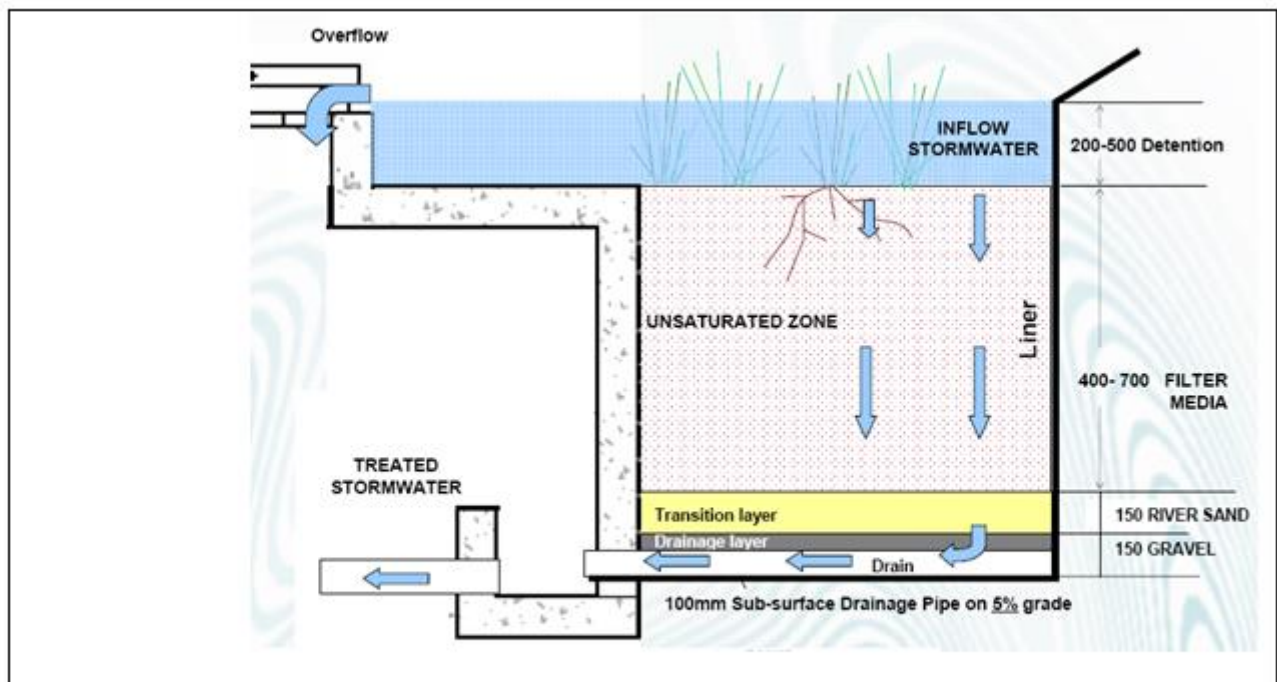 Overflow
INFLOW
STORMWATER
200-500 Detention
UNSATURATED ZONE
Liner
400- 700 FILTER
MEDIA
TREATED
STORMWATER
Transition layer
150 RIVER SAND
Drainage layer
150 GRAVEL
Drain
100mm Sub-surface Drainage Pipe on 5% grade